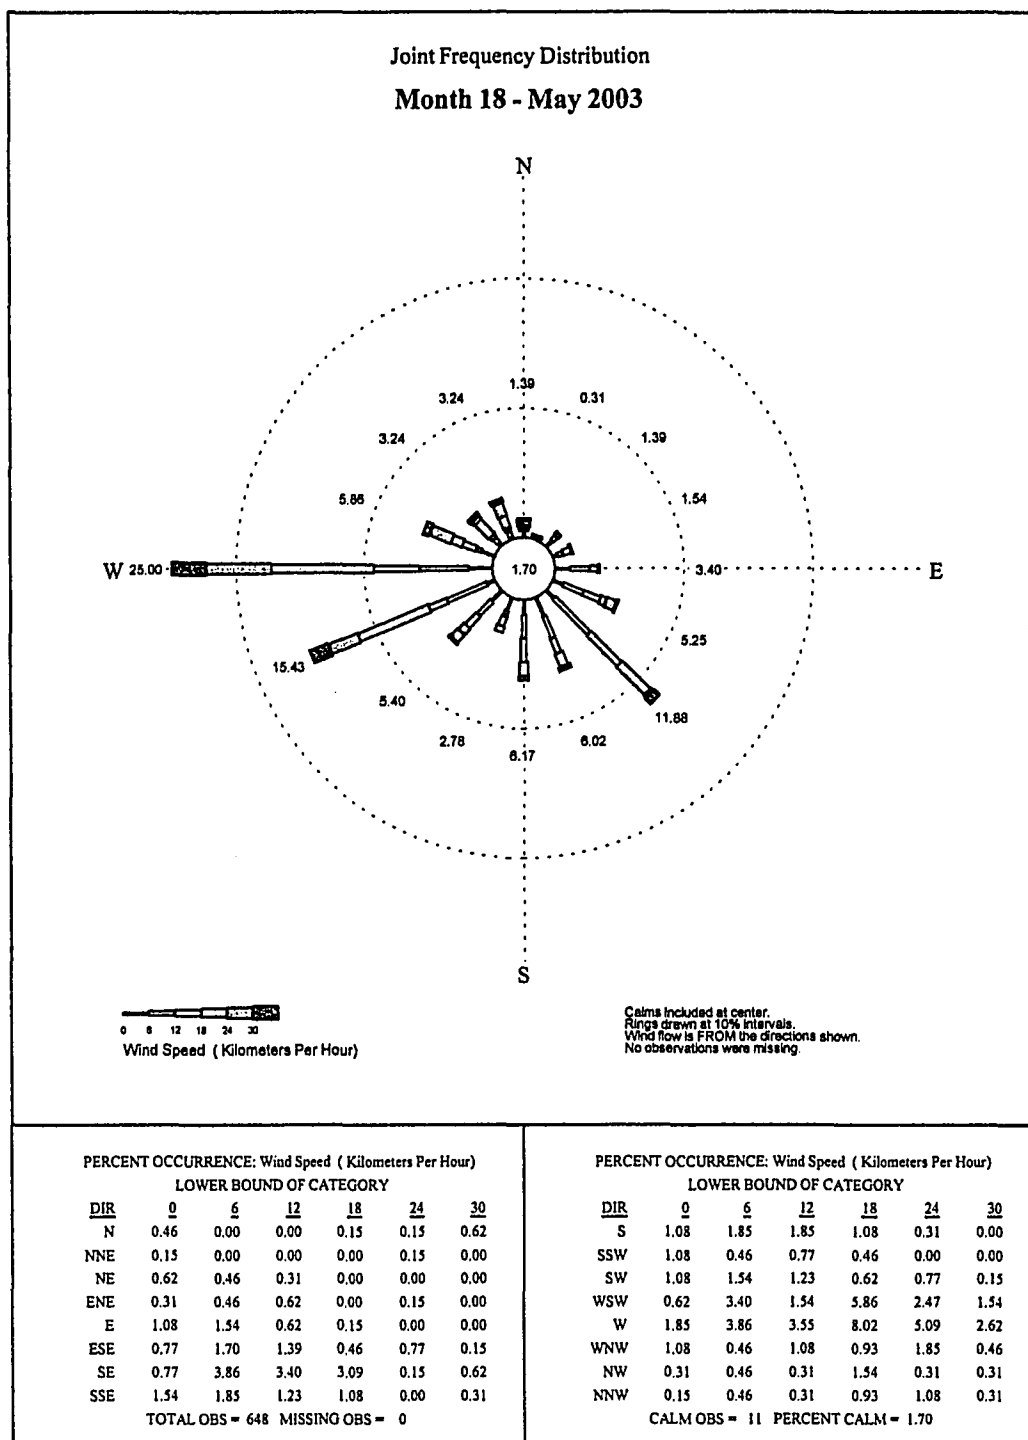 Joint Frequency Distribution
Month 18 - May 2003
N
1.39
3.24
0.31
3.24
1.39
5.86
1.54
W 25.00
1.70
3.40
E
5.25
15.43
5.40
11.88
2.78
6.02
6.17
S
0 6 12 18 24 30
Wind Speed ( Kilometers Per Hour)
Calms included at center.
Rings drawn at 10% intervals.
Wind flow is FROM the directions shown.
No observations were missing.
PERCENT OCCURRENCE: Wind Speed ( Kilometers Per Hour)
LOWER BOUND OF CATEGORY
DIR 0 6 12 18 24 30
N 0.46 0.00 0.00 0.15 0.15 0.62
NNE 0.15 0.00 0.00 0.00 0.15 0.00
NE 0.62 0.46 0.31 0.00 0.00 0.00
ENE 0.31 0.46 0.62 0.00 0.15 0.00
E 1.08 1.54 0.62 0.15 0.00 0.00
ESE 0.77 1.70 1.39 0.46 0.77 0.15
SE 0.77 3.86 3.40 3.09 0.15 0.62
SSE 1.54 1.85 1.23 1.08 0.00 0.31
TOTAL OBS = 648 MISSING OBS = 0
PERCENT OCCURRENCE: Wind Speed ( Kilometers Per Hour)
LOWER BOUND OF CATEGORY
DIR 0 6 12 18 24 30
S 1.08 1.85 1.85 1.08 0.31 0.00
SSW 1.08 0.46 0.77 0.46 0.00 0.00
SW 1.08 1.54 1.23 0.62 0.77 0.15
WSW 0.62 3.40 1.54 5.86 2.47 1.54
W 1.85 3.86 3.55 8.02 5.09 2.62
WNW 1.08 0.46 1.08 0.93 1.85 0.46
NW 0.31 0.46 0.31 1.54 0.31 0.31
NNW 0.15 0.46 0.31 0.93 1.08 0.31
CALM OBS = 11 PERCENT CALM = 1.70